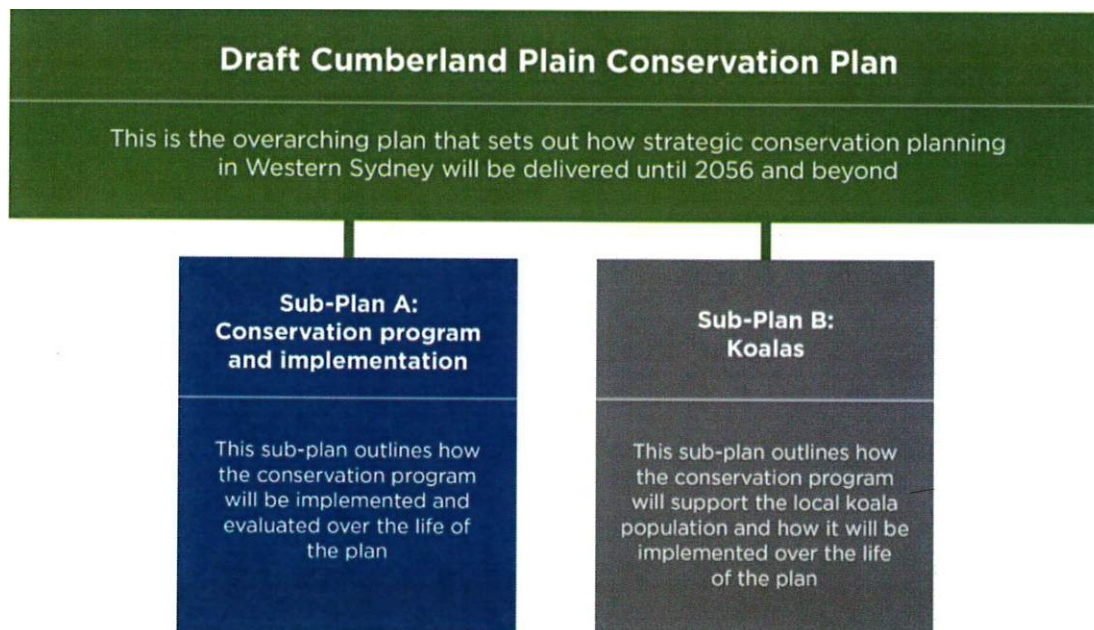 Draft Cumberland Plain Conservation Plan
This is the overarching plan that sets out how strategic conservation planning
in Western Sydney will be delivered until 2056 and beyond
Sub-Plan A:
Conservation program
and implementation
This sub-plan outlines how
the conservation program
will be implemented and
evaluated over the life of
the plan
Sub-Plan B:
Koalas
This sub-plan outlines how
the conservation program
will support the local koala
population and how it will be
implemented over the life
of the plan